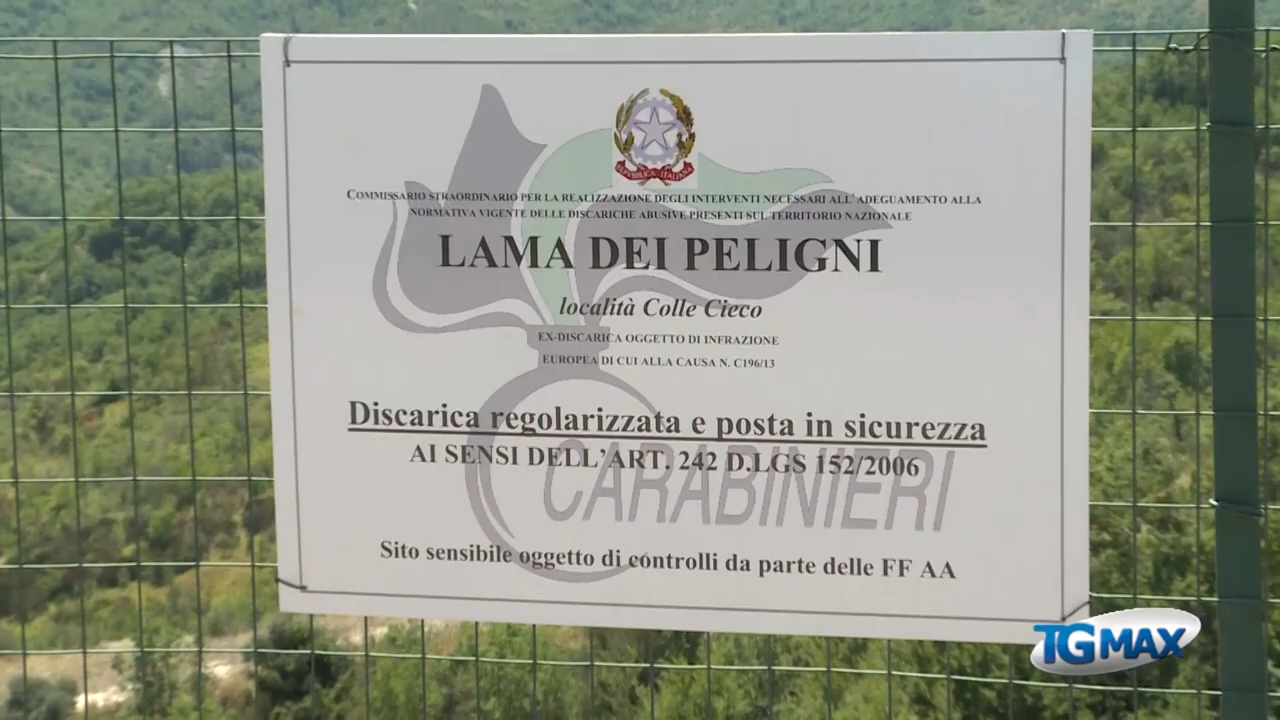 REPVBBLICA ITALIANA
COMMISSARIO STRAORDINARIO PER LA REALIZZAZIONE DEGLI INTERVENTI NECESSARI ALL'ADEGUAMENTO ALLA
NORMATIVA VIGENTE DELLE DISCARICHE ABUSIVE PRESENTI SUL TERRITORIO NAZIONALE
LAMA DEI PELIGNI
località Colle Cieco
EX-DISCARICA OGGETTO DI INFRAZIONE
EUROPEA DI CUI ALLA CAUSA N. C196/13
Discarica regolarizzata e posta in sicurezza
AI SENSI DELL'ART. 242 D.LGS 152/2006
CARABINIERI
Sito sensibile oggetto di controlli da parte delle FF AA
TGMAX